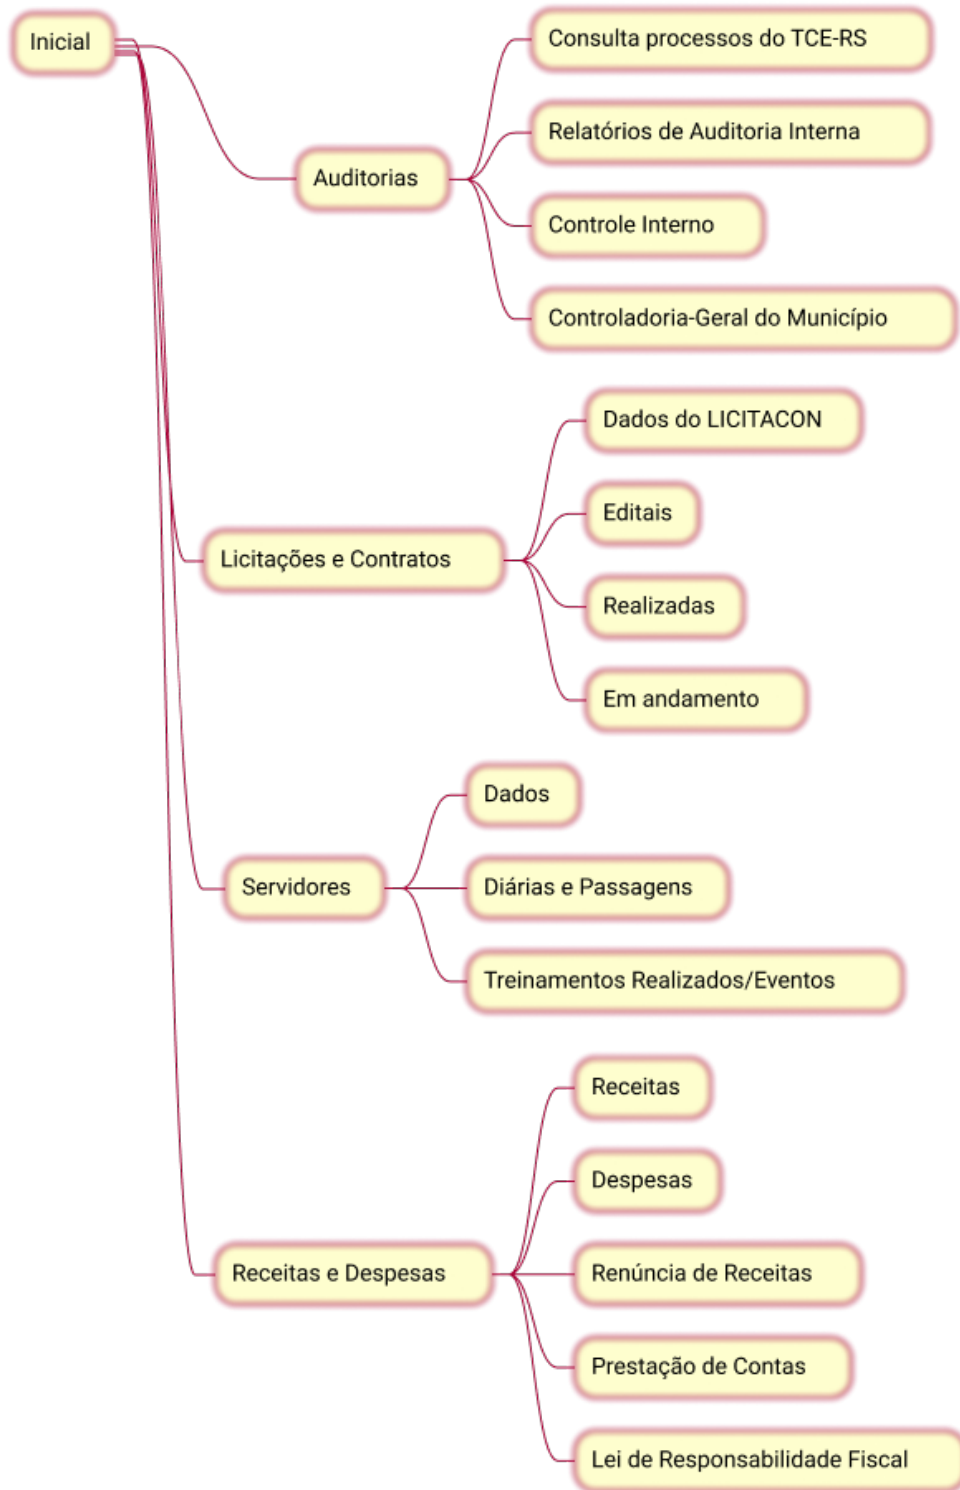 Inicial
Auditorias
Consulta processos do TCE-RS
Relatórios de Auditoria Interna
Controle Interno
Controladoria-Geral do Município
Licitações e Contratos
Dados do LICITACON
Editais
Realizadas
Em andamento
Servidores
Dados
Diárias e Passagens
Treinamentos Realizados/Eventos
Receitas e Despesas
Receitas
Despesas
Renúncia de Receitas
Prestação de Contas
Lei de Responsabilidade Fiscal